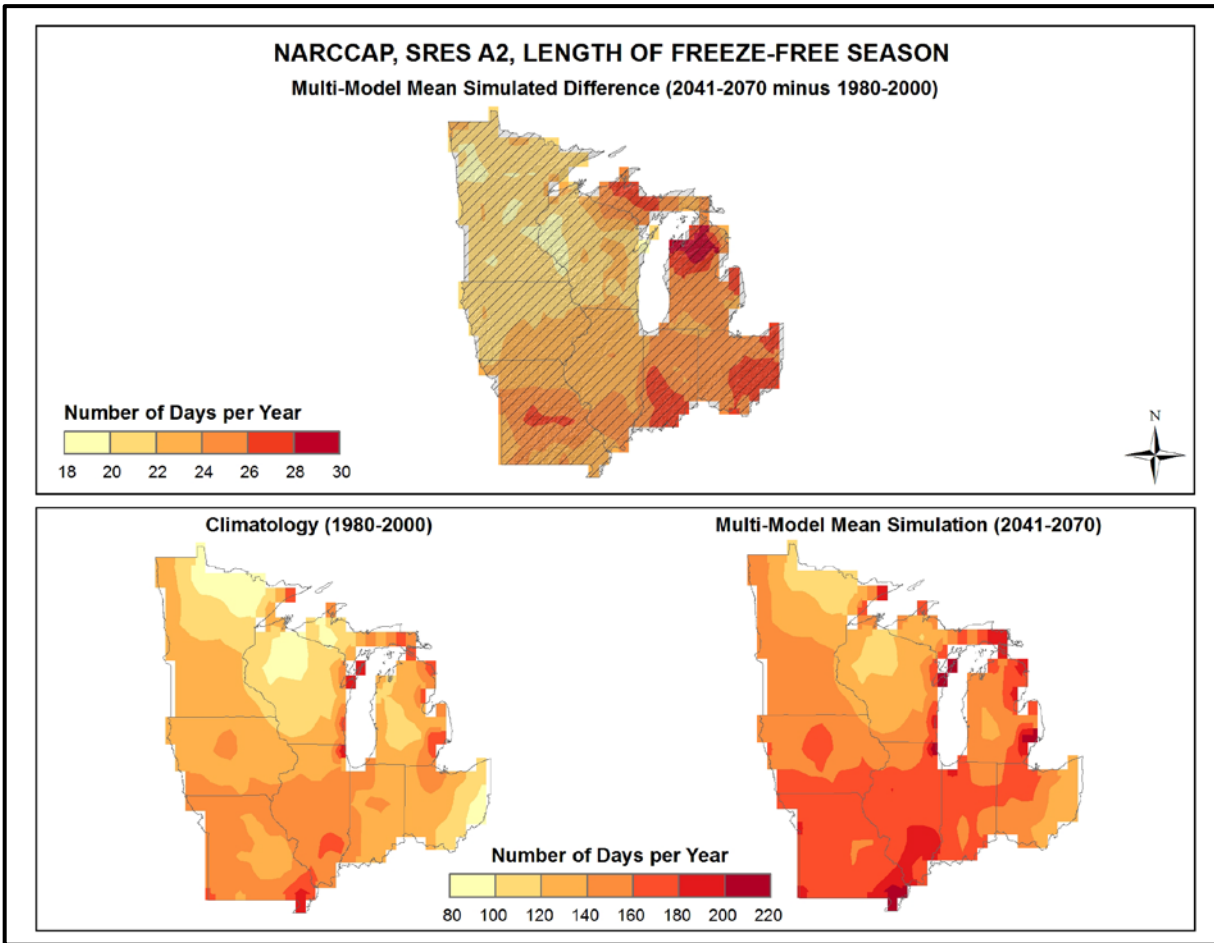 NARCCAP, SRES A2, LENGTH OF FREEZE-FREE SEASON
Multi-Model Mean Simulated Difference (2041-2070 minus 1980-2000)
Number of Days per Year
18 20 22 24 26 28 30
N
Climatology (1980-2000)
Multi-Model Mean Simulation (2041-2070)
Number of Days per Year
80 100 120 140 160 180 200 220